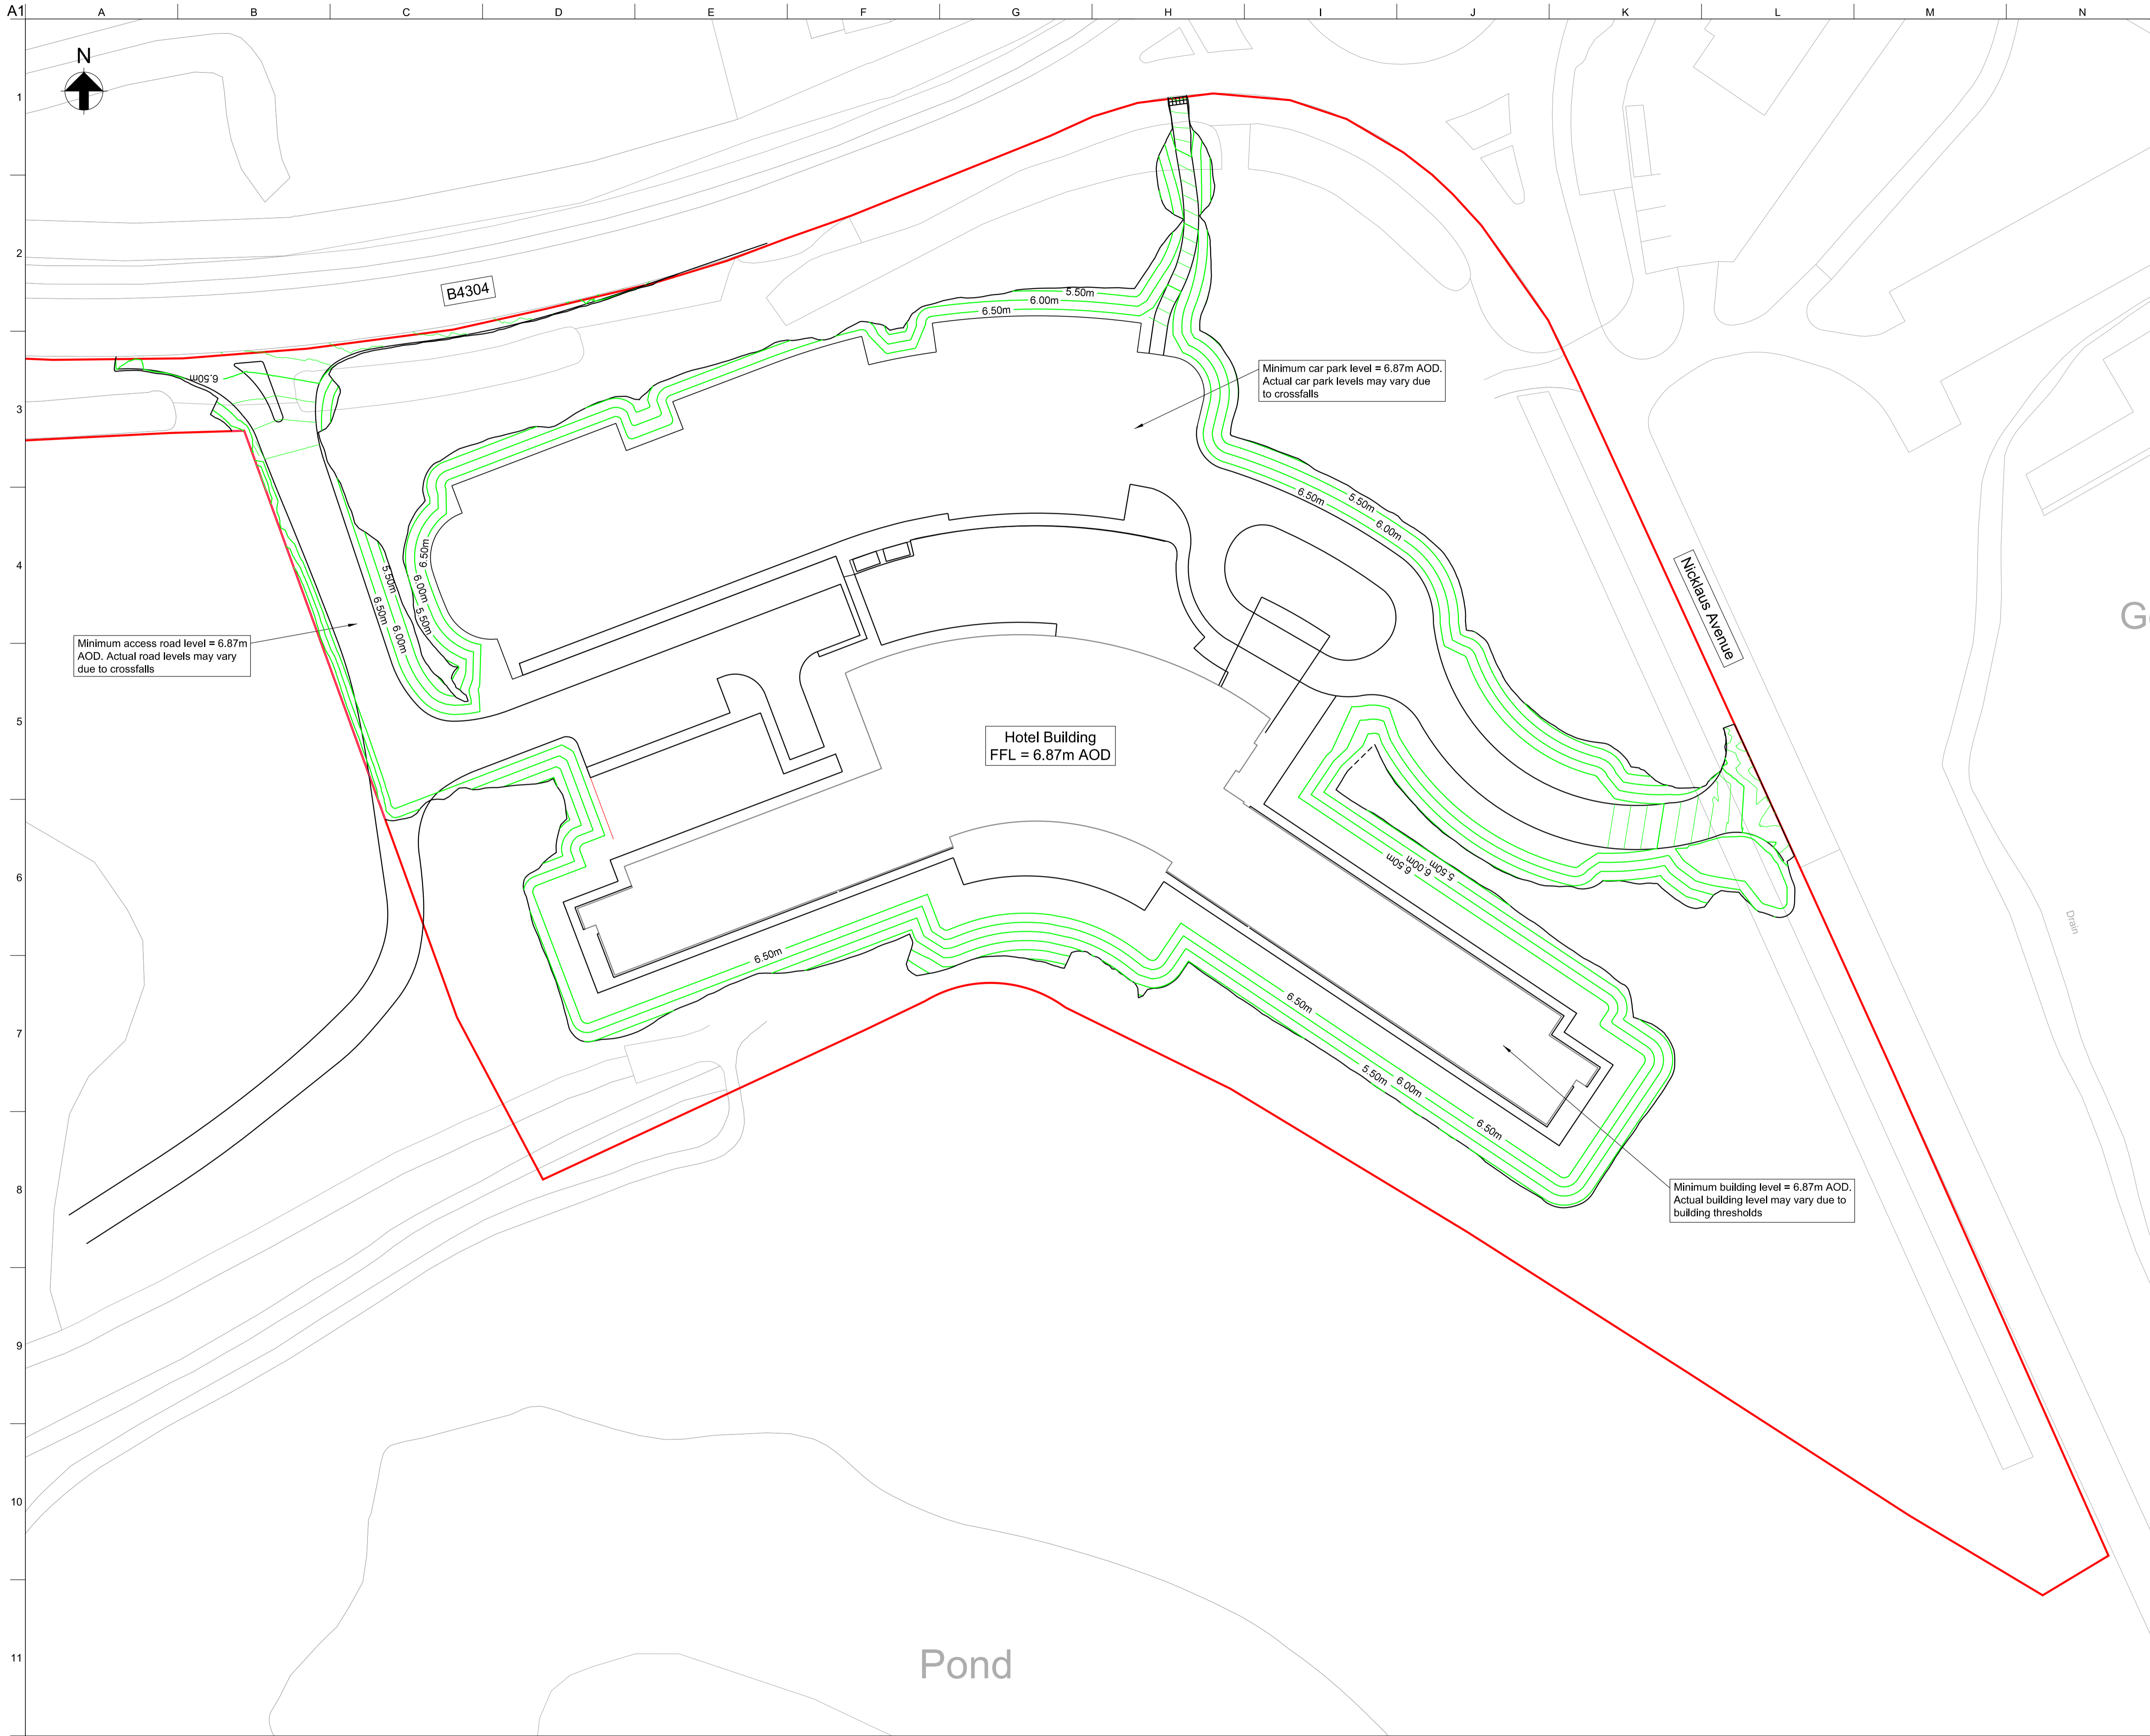 A1
A B C D E F G H I J K L M N
N
1
2
3
4
5
6
7
8
9
10
11
B4304
5.50m
6.00m
6.50m
6.50m
Minimum car park level = 6.87m AOD.
Actual car park levels may vary due
to crossfalls
6.50m
5.50m
6.00m
6.50m
6.00m
5.50m
5.50m
6.50m
6.00m
Nicklaus Avenue
Minimum access road level = 6.87m
AOD. Actual road levels may vary
due to crossfalls
Hotel Building
FFL = 6.87m AOD
5.50m
6.00m
6.50m
Drain
6.50m
6.50m
5.50m
6.00m
6.50m
Minimum building level = 6.87m AOD.
Actual building level may vary due to
building thresholds
Pond